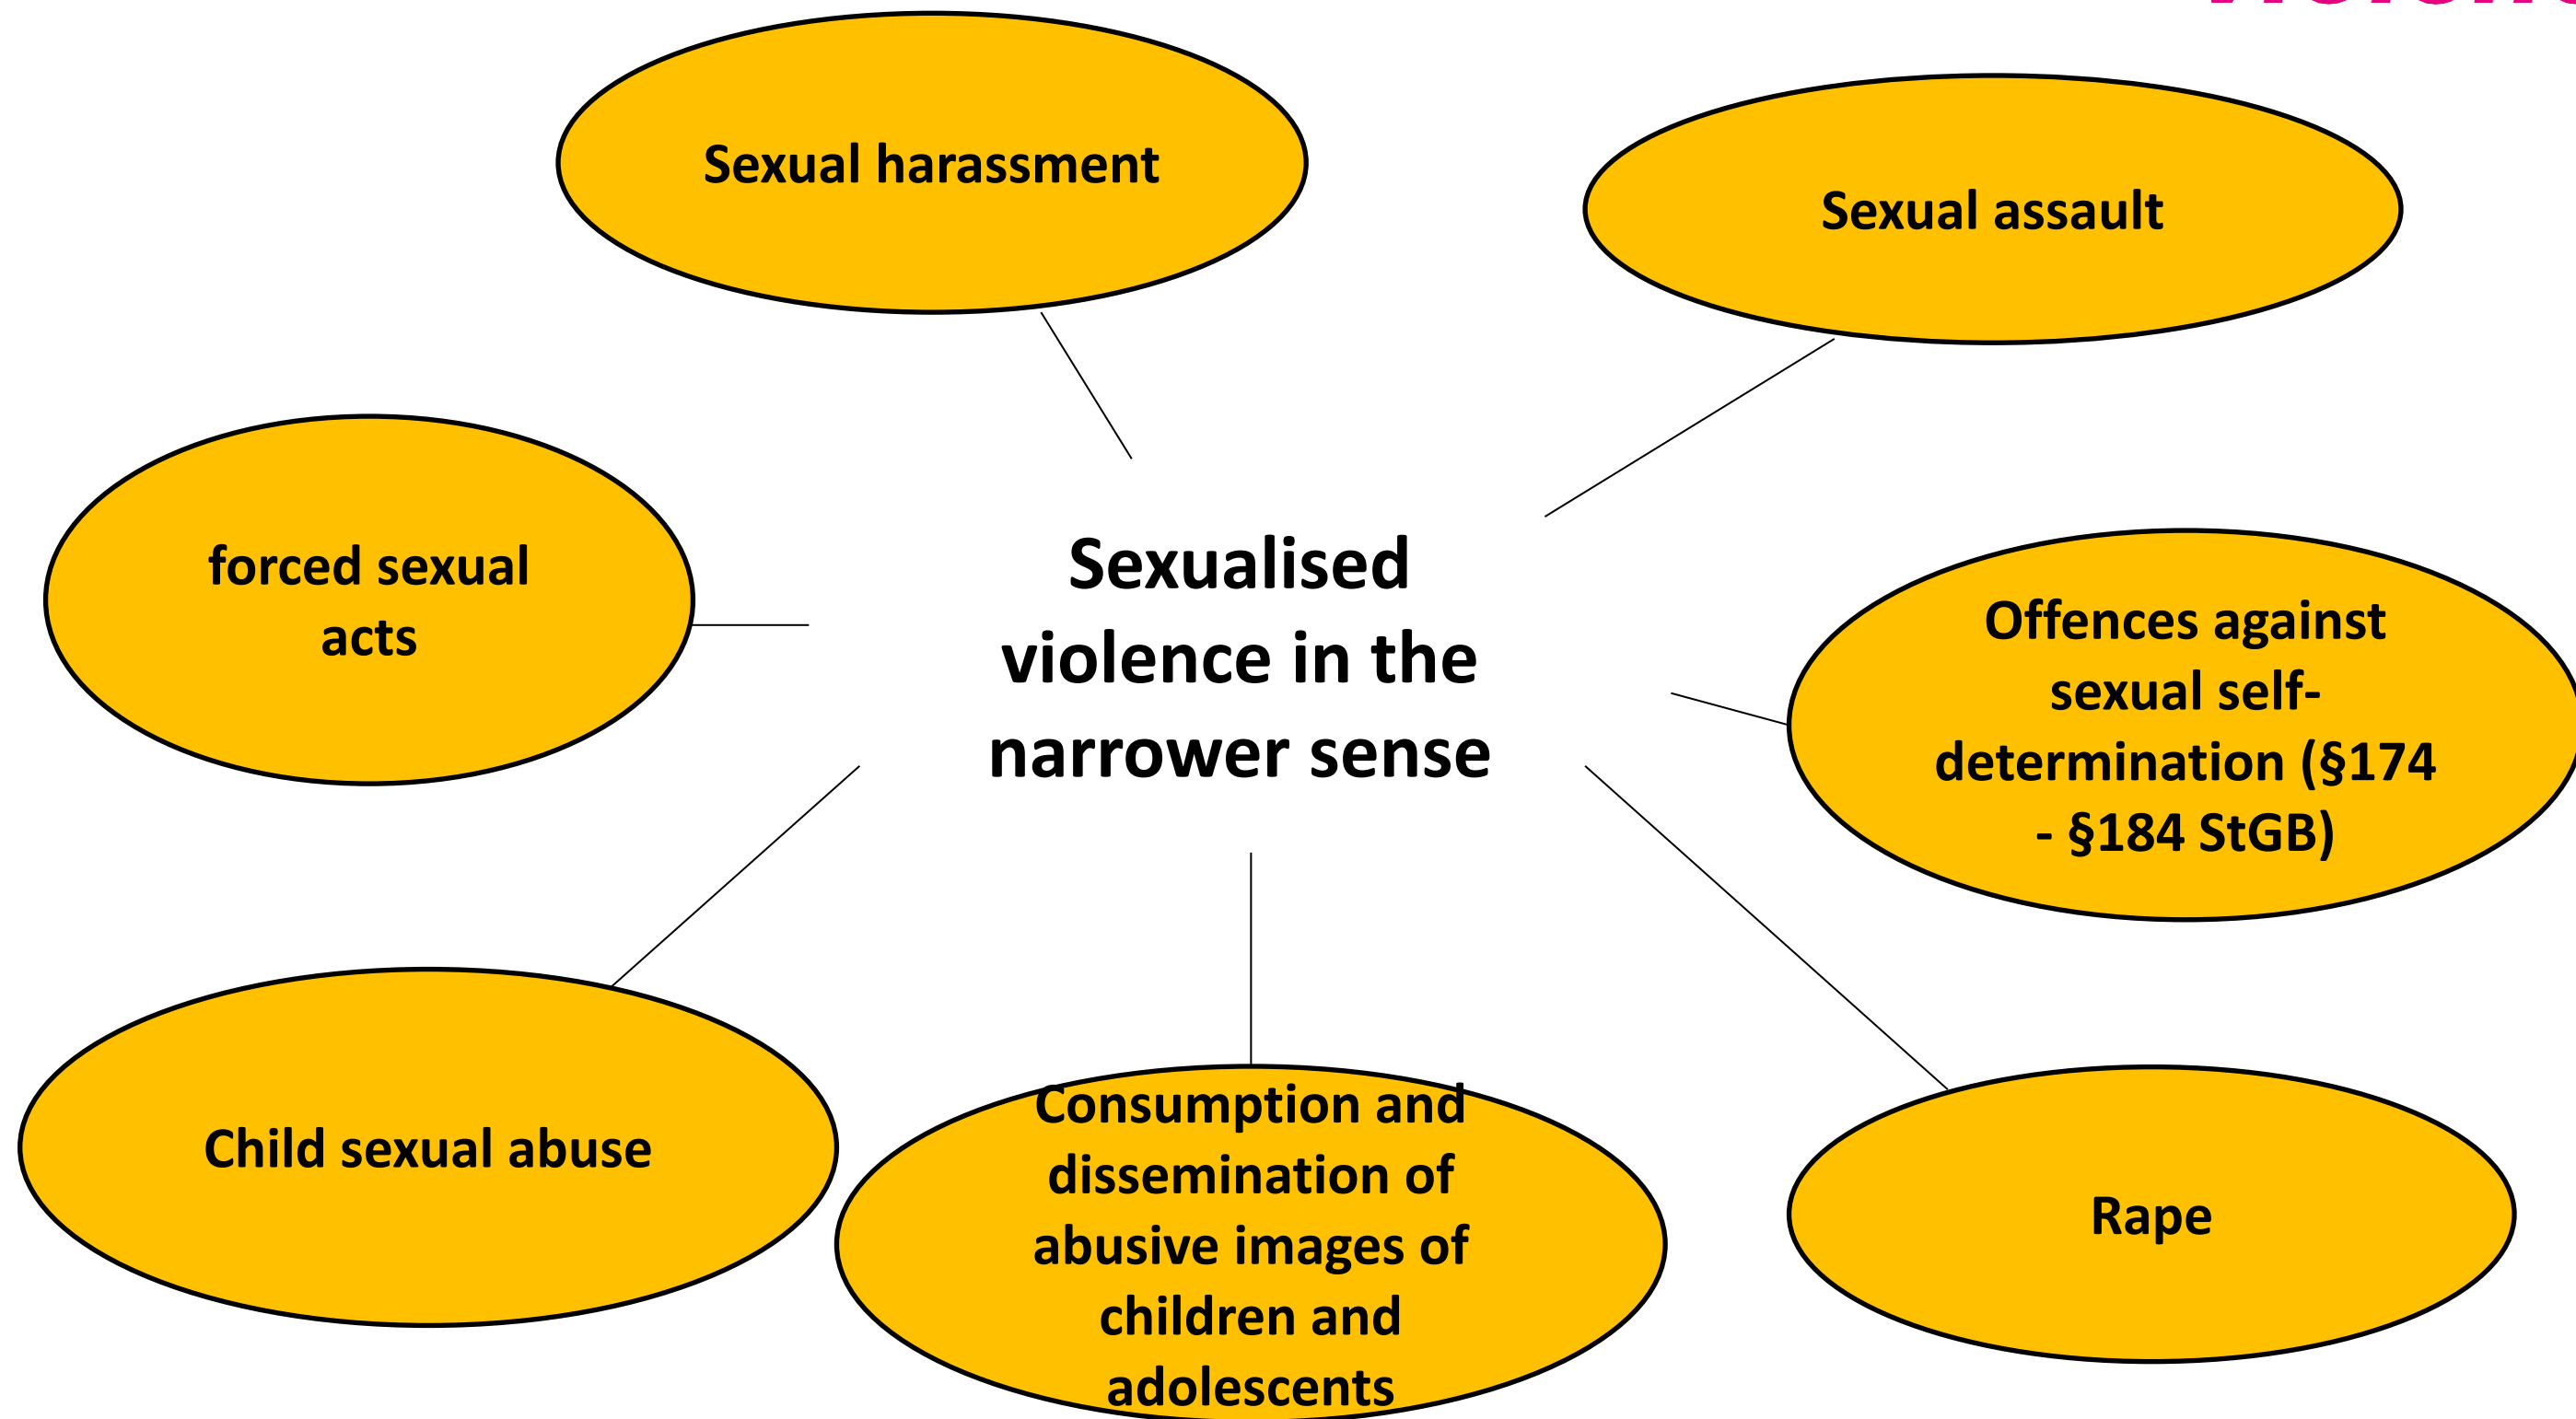 Sexual harassment
Sexual assault
forced sexual
acts
Sexualised
violence in the
narrower sense
Offences against
sexual self-
determination (§174
- §184 StGB)
Child sexual abuse
Consumption and
dissemination of
abusive images of
children and
adolescents
Rape